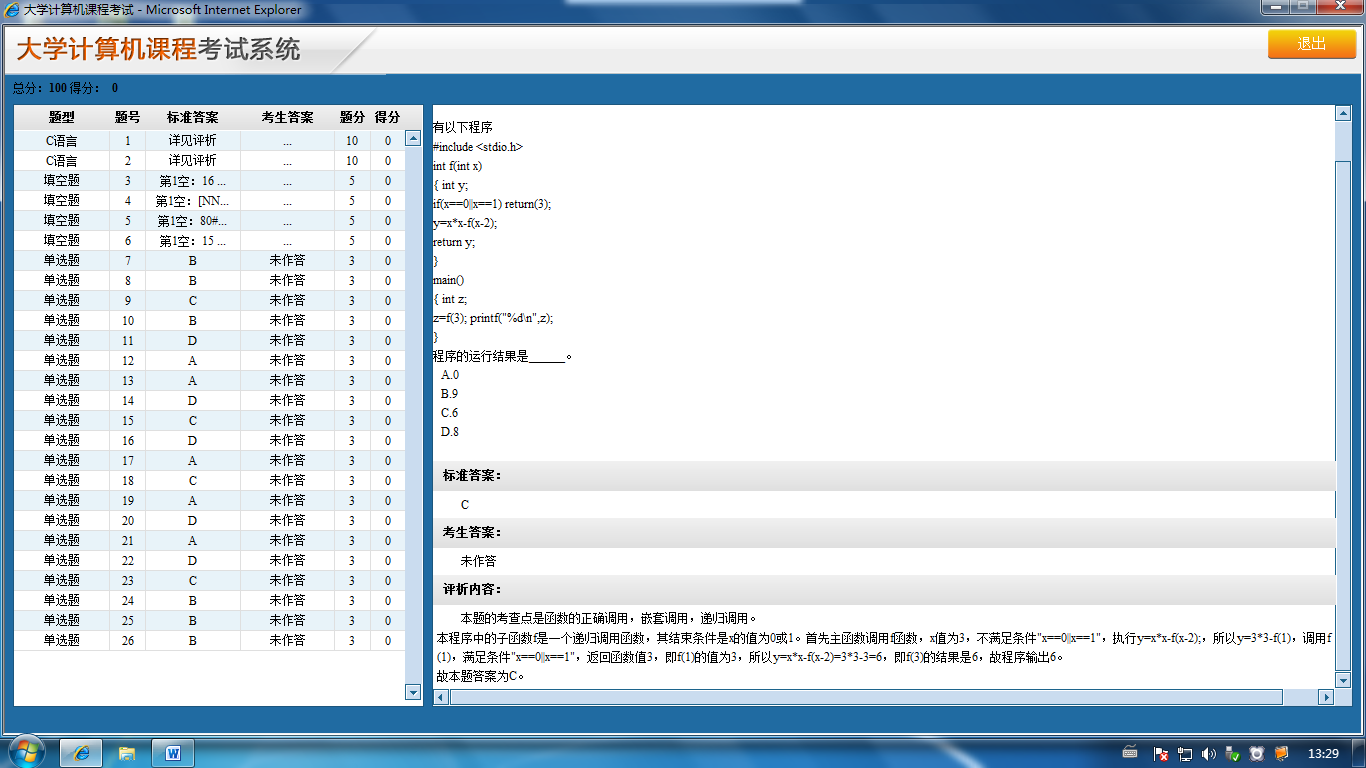 大学计算机课程考试 - Microsoft Internet Explorer
大学计算机课程考试系统
退出
总分：100 得分： 0
题型 题号 标准答案 考生答案 题分 得分
C语言 1 详见评析 ... 10 0
C语言 2 详见评析 ... 10 0
填空题 3 第1空：16 ... ... 5 0
填空题 4 第1空：[NN... ... 5 0
填空题 5 第1空：80#... ... 5 0
填空题 6 第1空：15 ... ... 5 0
单选题 7 B 未作答 3 0
单选题 8 B 未作答 3 0
单选题 9 C 未作答 3 0
单选题 10 B 未作答 3 0
单选题 11 D 未作答 3 0
单选题 12 A 未作答 3 0
单选题 13 A 未作答 3 0
单选题 14 D 未作答 3 0
单选题 15 C 未作答 3 0
单选题 16 D 未作答 3 0
单选题 17 A 未作答 3 0
单选题 18 C 未作答 3 0
单选题 19 A 未作答 3 0
单选题 20 D 未作答 3 0
单选题 21 A 未作答 3 0
单选题 22 D 未作答 3 0
单选题 23 C 未作答 3 0
单选题 24 B 未作答 3 0
单选题 25 B 未作答 3 0
单选题 26 B 未作答 3 0
有以下程序
#include <stdio.h>
int f(int x)
{ int y;
if(x==0 x==1) return(3);
y=x*x-f(x-2);
return y;
}
main()
{ int z;
z=f(3); printf("%d\n",z);
}
程序的运行结果是______。
A.0
B.9
C.6
D.8
标准答案：
C
考生答案：
未作答
评析内容：
本题的考查点是函数的正确调用，嵌套调用，递归调用。
本程序中的子函数f是一个递归调用函数，其结束条件是x的值为0或1。首先主函数调用f函数，x值为3，不满足条件"x==0 x==1"，执行y=x*x-f(x-2);，所以y=3*3-f(1)，调用f
(1)，满足条件"x==0 x==1"，返回函数值3，即f(1)的值为3，所以y=x*x-f(x-2)=3*3-3=6，即f(3)的结果是6，故程序输出6。
故本题答案为C。
13:29